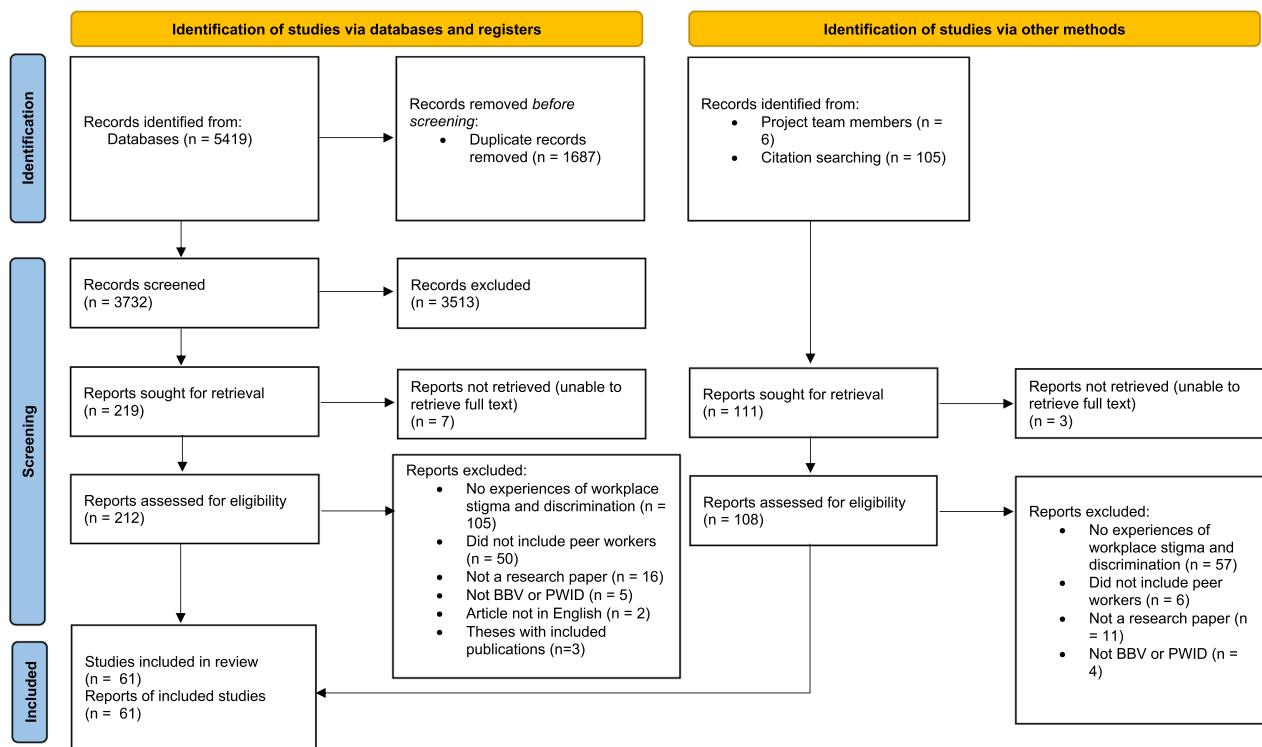 Identification of studies via databases and registers
Identification of studies via other methods
Identification
Records identified from:
Databases (n = 5419)
Records removed before
screening:
• Duplicate records
removed (n = 1687)
Records identified from:
• Project team members (n =
6)
• Citation searching (n = 105)
Screening
Records screened
(n = 3732)
Records excluded
(n = 3513)
Reports sought for retrieval
(n = 219)
Reports not retrieved (unable to
retrieve full text)
(n = 7)
Reports sought for retrieval
(n = 111)
Reports not retrieved (unable to
retrieve full text)
(n = 3)
Reports assessed for eligibility
(n = 212)
Reports excluded:
• No experiences of workplace
stigma and discrimination (n =
105)
• Did not include peer workers
(n = 50)
• Not a research paper (n = 16)
• Not BBV or PWID (n = 5)
• Article not in English (n = 2)
• Theses with included
publications (n=3)
Reports assessed for eligibility
(n = 108)
Reports excluded:
• No experiences of
workplace stigma and
discrimination (n = 57)
• Did not include peer
workers (n = 6)
• Not a research paper (n
= 11)
• Not BBV or PWID (n =
4)
Included
Studies included in review
(n = 61)
Reports of included studies
(n = 61)